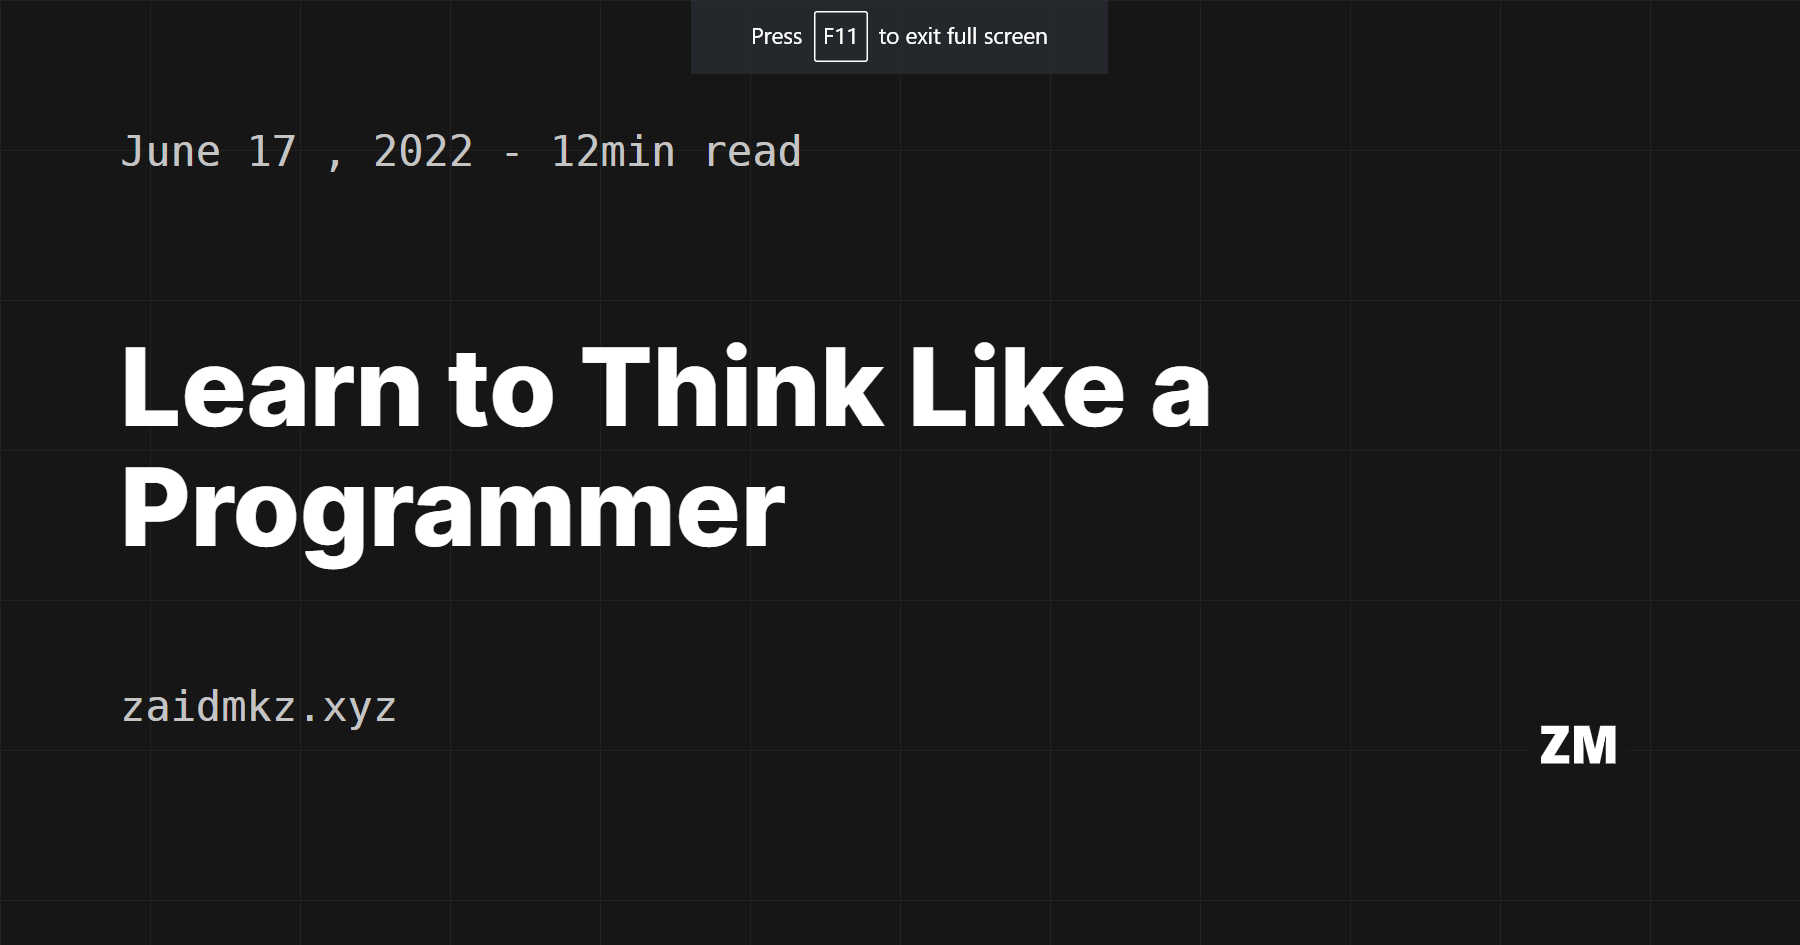 Press F11 to exit full screen
June 17 , 2022 - 12min read
Learn to Think Like a
Programmer
zaidmkz.xyz
ZM